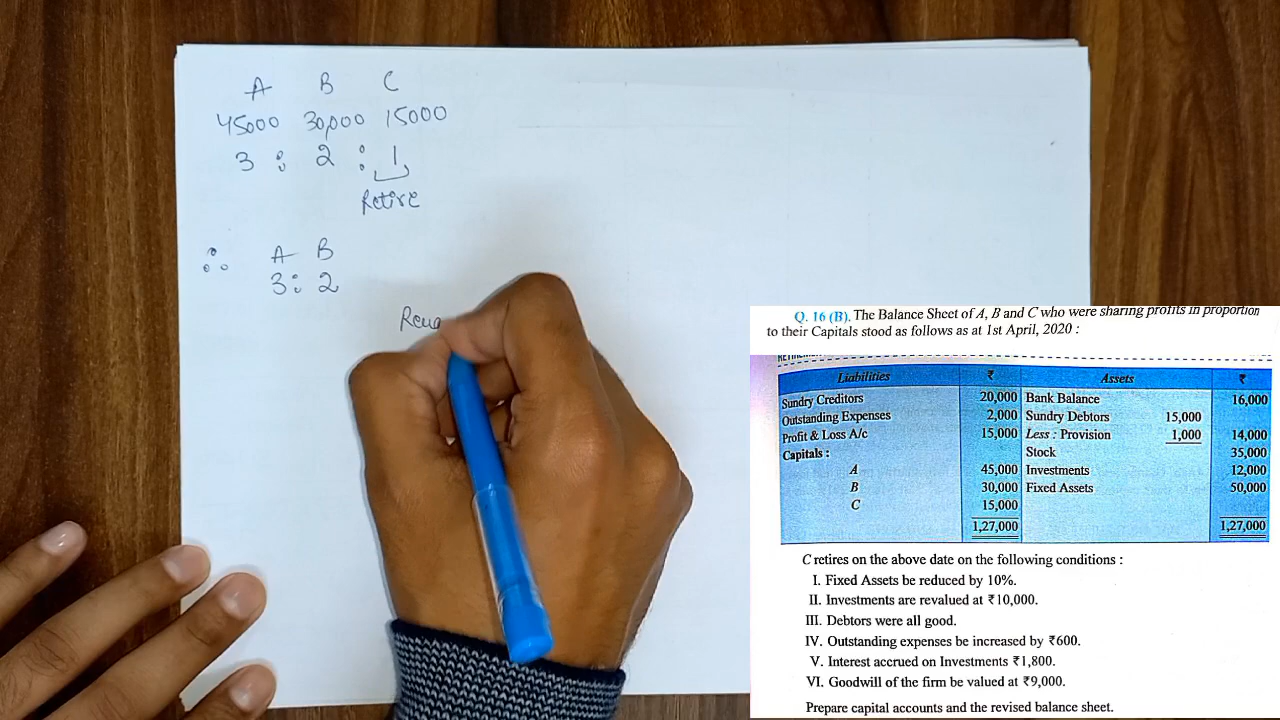 A B C
45000 30,000 15000
3 : 2 : 1
Retire
∴ A B
3 : 2
Reva
Q. 16 (B). The Balance Sheet of A, B and C who were sharing profits in proportion
to their Capitals stood as follows as at 1st April, 2020 :
Liabilities ₹ Assets ₹
Sundry Creditors 20,000 Bank Balance 16,000
Outstanding Expenses 2,000 Sundry Debtors 15,000
Profit & Loss A/c 15,000 Less : Provision 1,000 14,000
Capitals : Stock 35,000
A 45,000 Investments 12,000
B 30,000 Fixed Assets 50,000
C 15,000
1,27,000 1,27,000
C retires on the above date on the following conditions :
I. Fixed Assets be reduced by 10%.
II. Investments are revalued at ₹10,000.
III. Debtors were all good.
IV. Outstanding expenses be increased by ₹600.
V. Interest accrued on Investments ₹1,800.
VI. Goodwill of the firm be valued at ₹9,000.
Prepare capital accounts and the revised balance sheet.